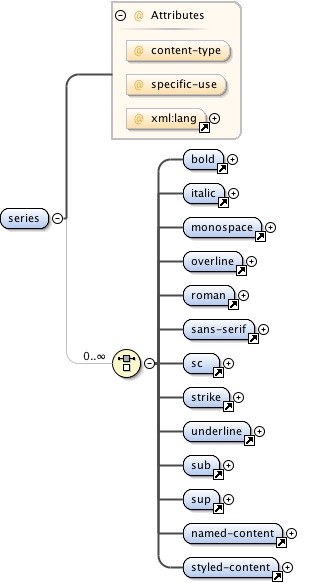 @ Attributes
@ content-type
@ specific-use
@ xml:lang
bold
italic
series
monospace
overline
roman
sans-serif
0..∞
sc
strike
underline
sub
sup
named-content
styled-content